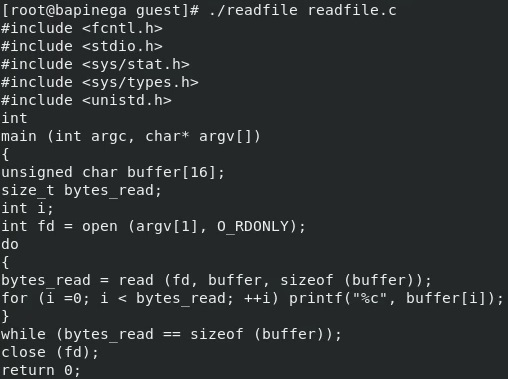 [root@bapinega guest]# ./readfile readfile.c
#include <fcntl.h>
#include <stdio.h>
#include <sys/stat.h>
#include <sys/types.h>
#include <unistd.h>
int
main (int argc, char* argv[])
{
unsigned char buffer[16];
size_t bytes_read;
int i;
int fd = open (argv[1], O_RDONLY);
do
{
bytes_read = read (fd, buffer, sizeof (buffer));
for (i =0; i < bytes_read; ++i) printf("%c", buffer[i]);
}
while (bytes_read == sizeof (buffer));
close (fd);
return 0;